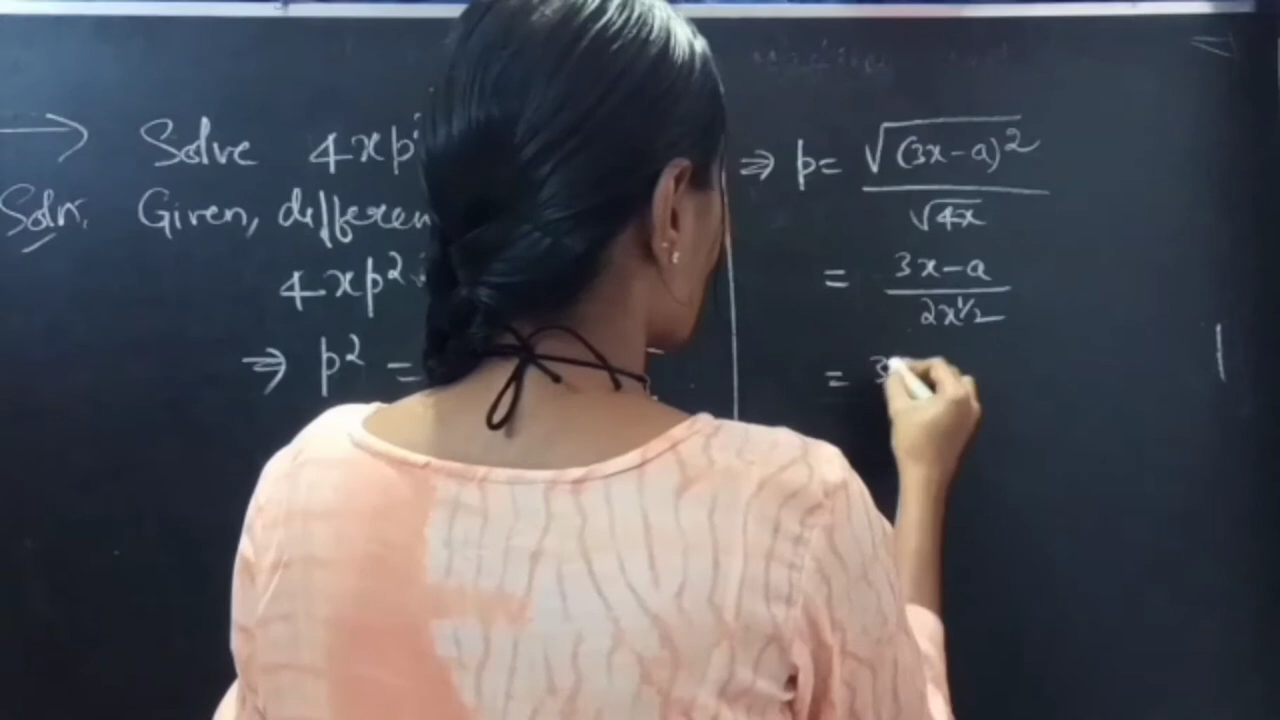 → Solve 4xp
Soln. Given, differen
4xp²
⇒ p² =
⇒ p = √(3x-a)² / √4x
= 3x-a / 2x^1/2
= 3